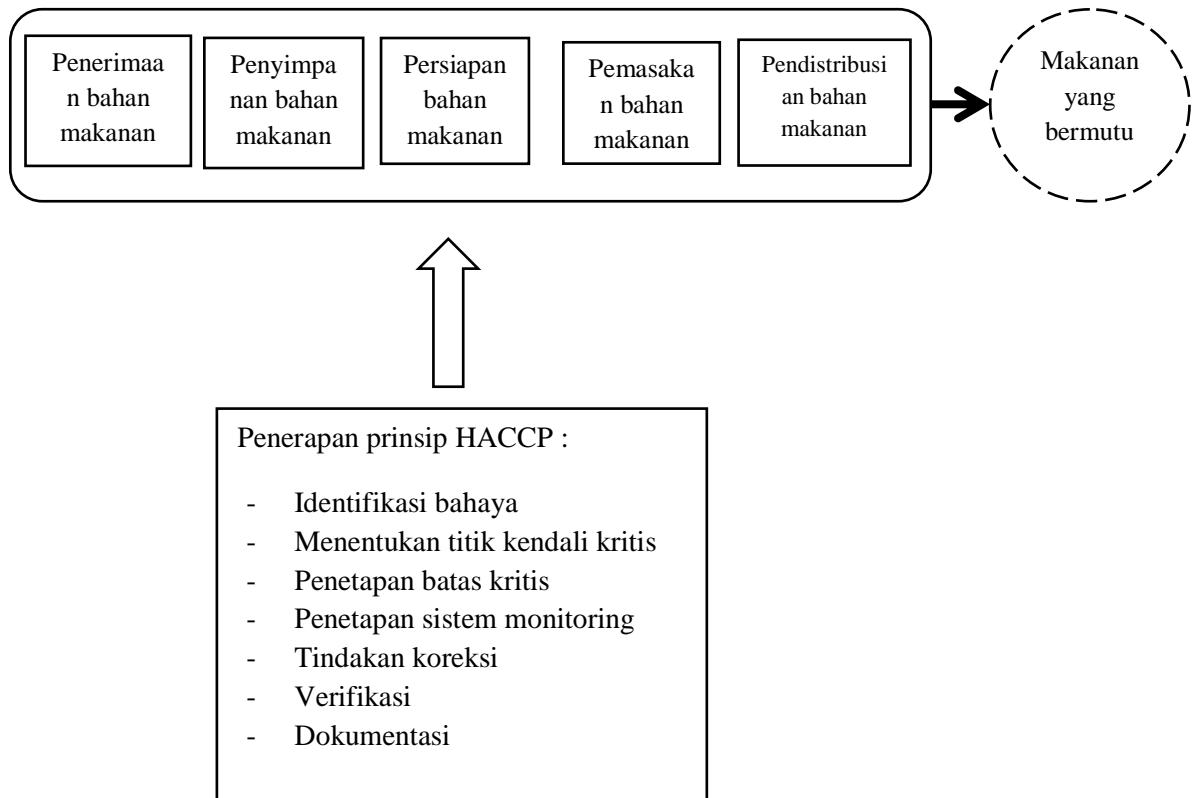 Penerimaa
n bahan
makanan
Penyimpa
nan bahan
makanan
Persiapan
bahan
makanan
Pemasaka
n bahan
makanan
Pendistribusi
an bahan
makanan
Makanan
yang
bermutu
Penerapan prinsip HACCP :
- Identifikasi bahaya
- Menentukan titik kendali kritis
- Penetapan batas kritis
- Penetapan sistem monitoring
- Tindakan koreksi
- Verifikasi
- Dokumentasi